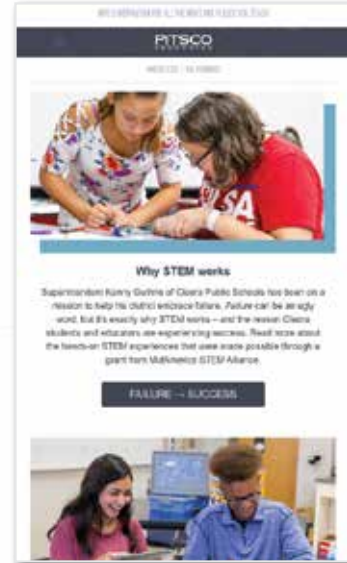 PITSCO
EDUCATION
Why STEM works
Superintendent Kenny Guthrie of Cleora Public Schools has been on a
mission to help his district embrace failure. Failure can be an ugly
word, but it's exactly why STEM works – and the reason Cleora
students and educators are experiencing success. Read more about
the hands-on STEM experiences that were made possible through a
grant from MidAmerica STEM Alliance.
FAILURE → SUCCESS